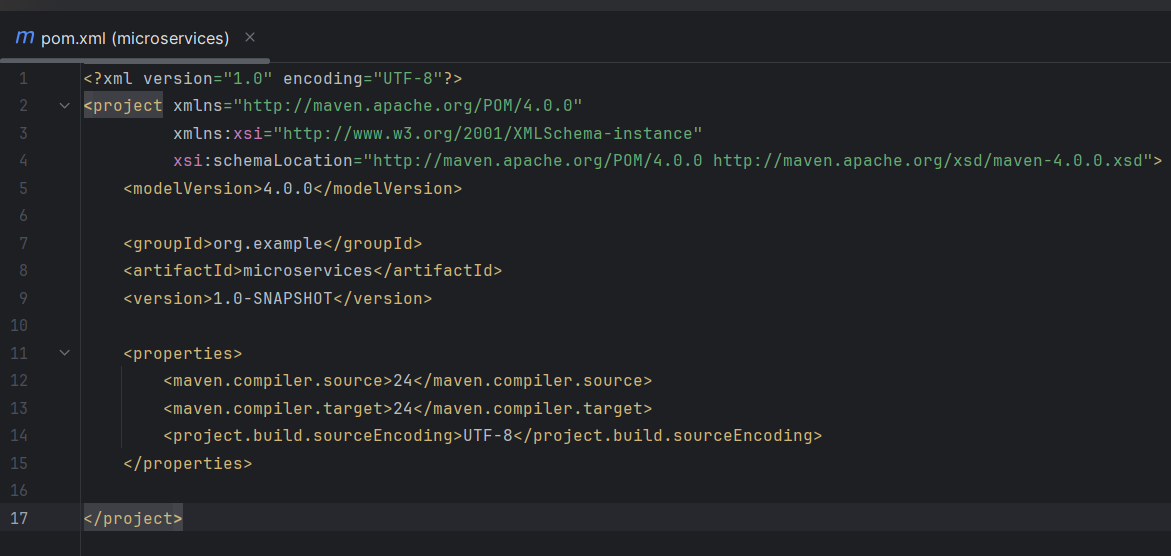 m pom.xml (microservices) ×
1 <?xml version="1.0" encoding="UTF-8"?>
2 <project xmlns="http://maven.apache.org/POM/4.0.0"
3          xmlns:xsi="http://www.w3.org/2001/XMLSchema-instance"
4          xsi:schemaLocation="http://maven.apache.org/POM/4.0.0 http://maven.apache.org/xsd/maven-4.0.0.xsd">
5     <modelVersion>4.0.0</modelVersion>
6
7     <groupId>org.example</groupId>
8     <artifactId>microservices</artifactId>
9     <version>1.0-SNAPSHOT</version>
10
11     <properties>
12         <maven.compiler.source>24</maven.compiler.source>
13         <maven.compiler.target>24</maven.compiler.target>
14         <project.build.sourceEncoding>UTF-8</project.build.sourceEncoding>
15     </properties>
16
17 </project>